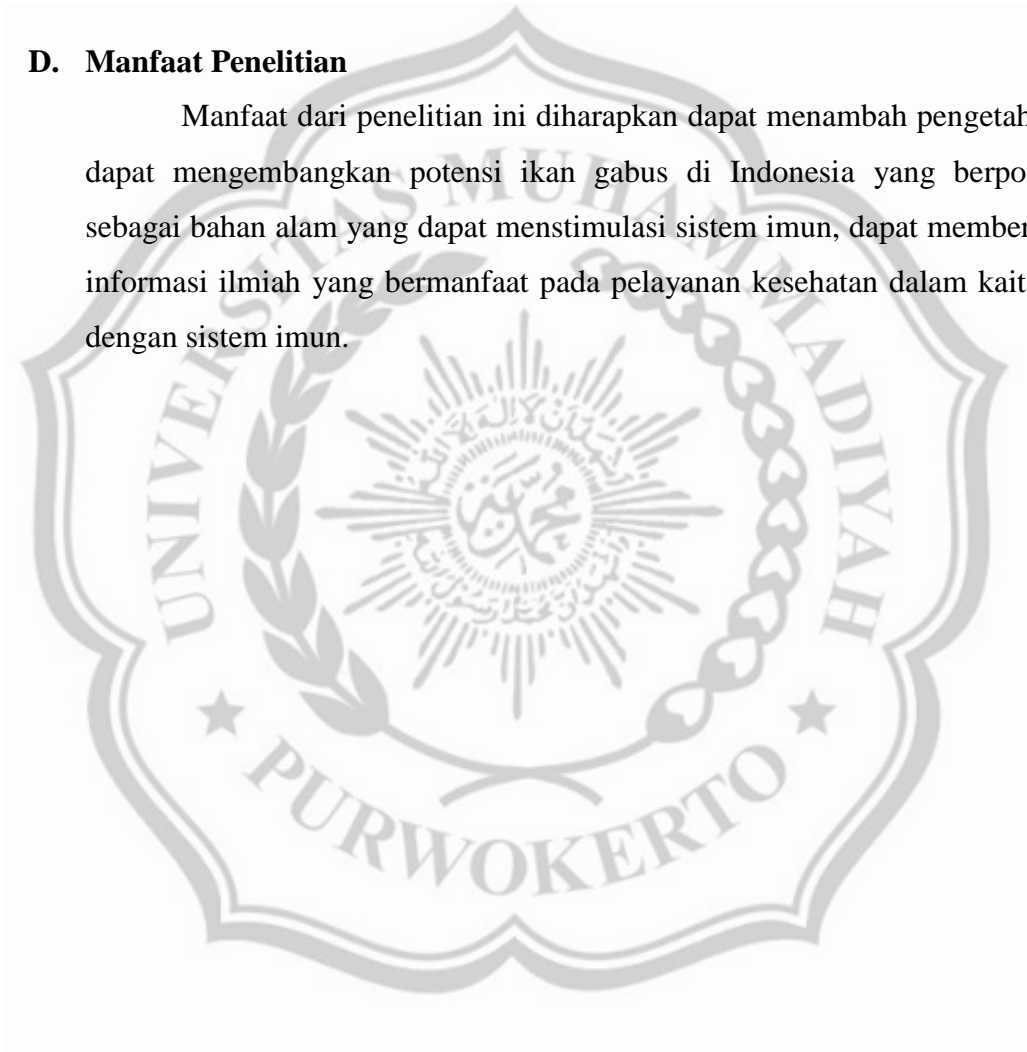 D. Manfaat Penelitian
Manfaat dari penelitian ini diharapkan dapat menambah pengetah
dapat mengembangkan potensi ikan gabus di Indonesia yang berpo
sebagai bahan alam yang dapat menstimulasi sistem imun, dapat member
informasi ilmiah yang bermanfaat pada pelayanan kesehatan dalam kait
dengan sistem imun.
UNIVERSITAS MUHAMMADIYAH
PURWOKERTO